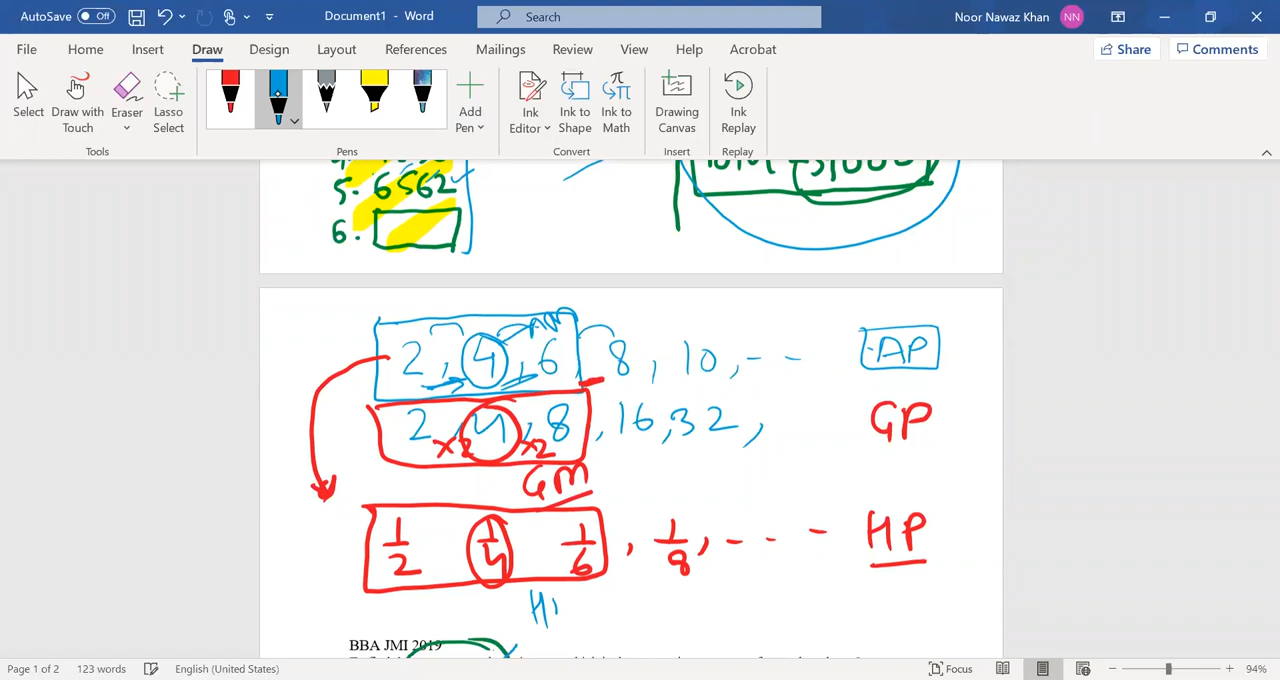 AutoSave Off Document1 - Word Search Noor Nawaz Khan NN
File Home Insert Draw Design Layout References Mailings Review View Help Acrobat Share Comments
Select Draw with Touch Eraser Lasso Select Add Pen Ink Editor Ink to Shape Ink to Math Drawing Canvas Ink Replay
Tools Pens Convert Insert Replay
5. 6562
6.
AM
2, 4, 6, 8, 10, - - AP
2, 4, 8, 16, 32, GP
×2 ×2
GM
1/2 1/4 1/6, 1/8, - - - HP
H
BBA JMI 2019
Page 1 of 2 123 words English (United States) Focus 94%